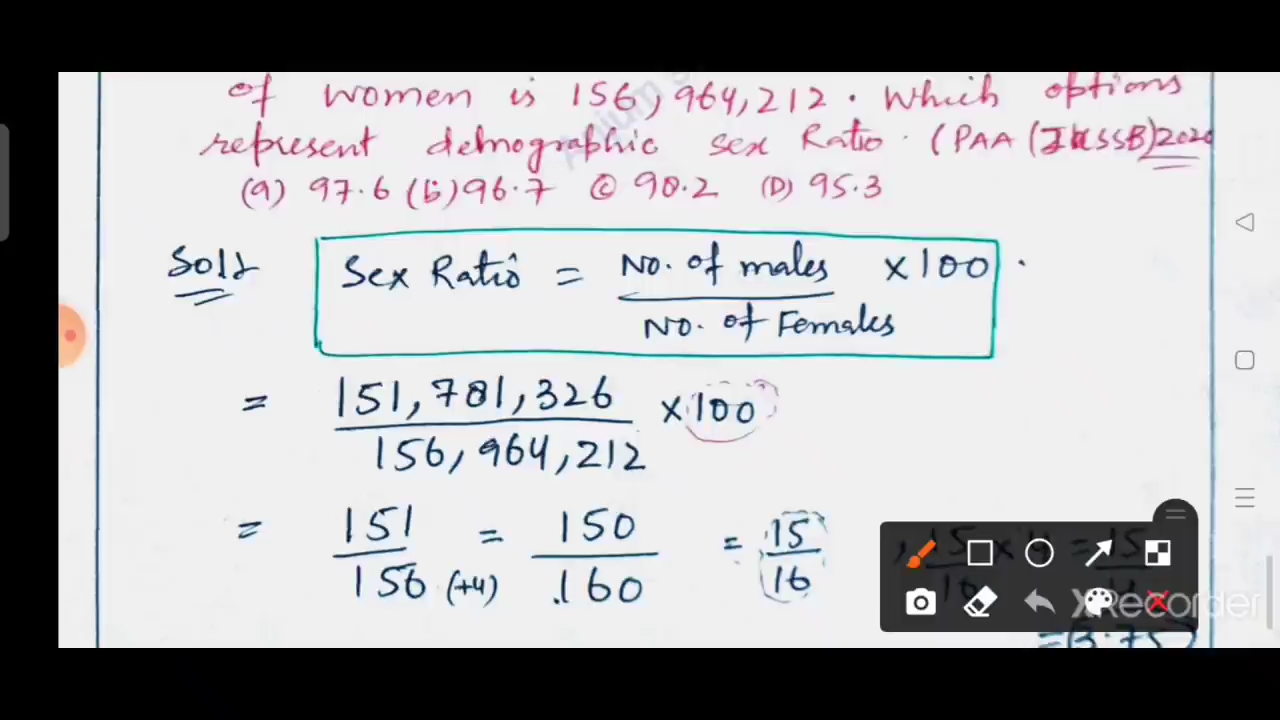 of women is 156,964,212. Which options
represent demographic sex Ratio. (PAA (JKSSB) 2020
(a) 97.6 (b) 96.7 (c) 90.2 (D) 95.3
Sol:
Sex Ratio = No. of males / No. of Females × 100.
= 151,781,326 / 156,964,212 × 100
= 151 / 156 (+4) = 150 / 160 = 15 / 16
XRecorder